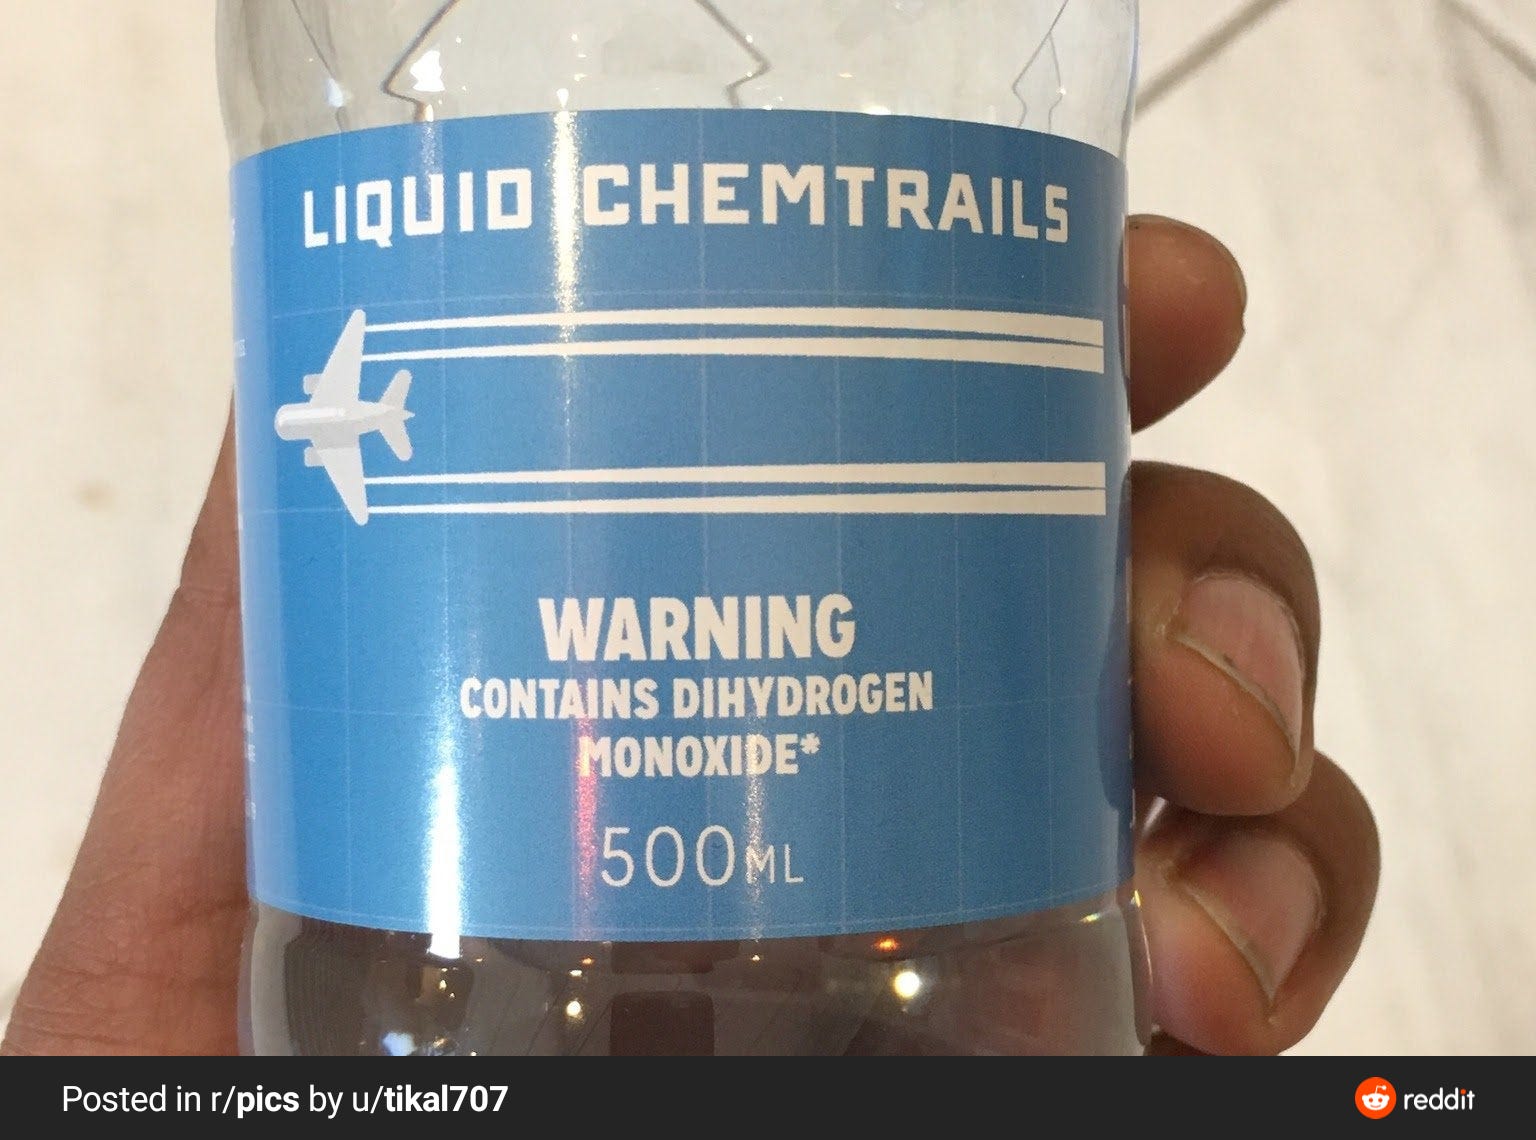 LIQUID CHEMTRAILS
WARNING
CONTAINS DIHYDROGEN
MONOXIDE*
500ML
Posted in r/pics by u/tikal707
reddit